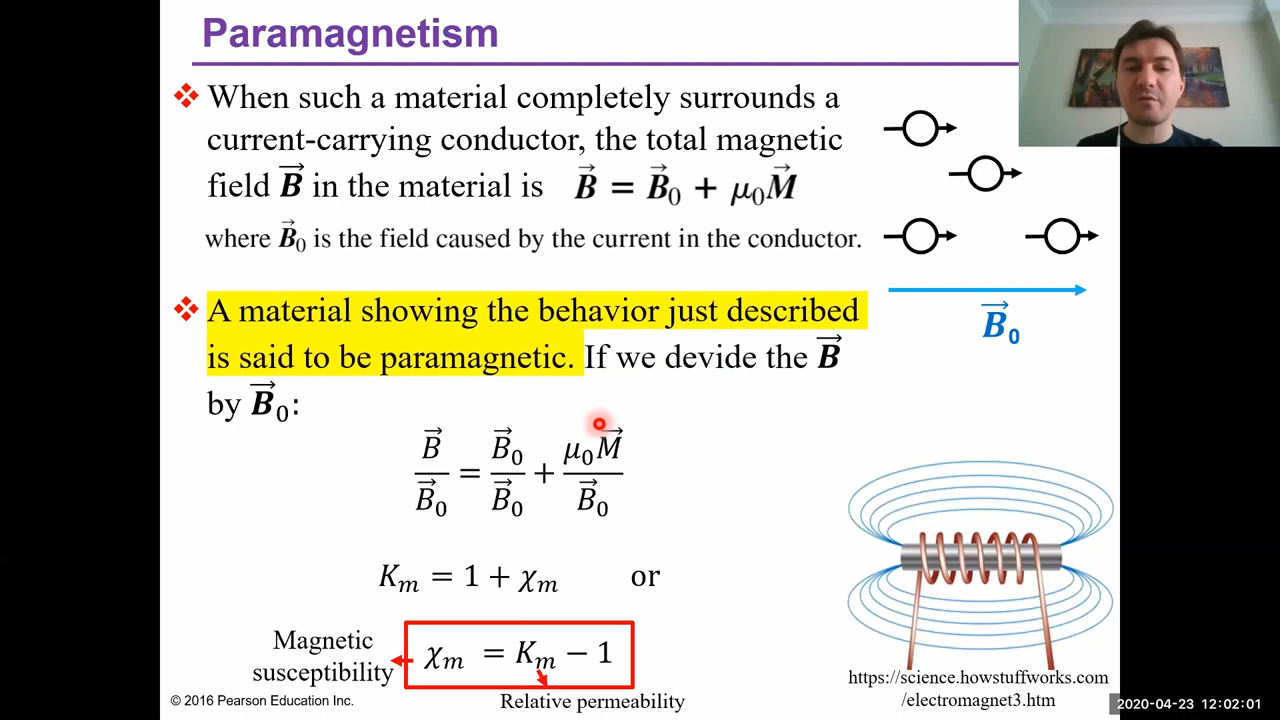 Paramagnetism
❖ When such a material completely surrounds a
current-carrying conductor, the total magnetic
field B⃗ in the material is B⃗ = B⃗₀ + μ₀M⃗
where B⃗₀ is the field caused by the current in the conductor.
B⃗₀
❖ A material showing the behavior just described
is said to be paramagnetic. If we devide the B⃗
by B⃗₀:
B⃗/B⃗₀ = B⃗₀/B⃗₀ + μ₀M⃗/B⃗₀
Kₘ = 1 + χₘ or
Magnetic
susceptibility
χₘ = Kₘ − 1
Relative permeability
https://science.howstuffworks.com
/electromagnet3.htm
© 2016 Pearson Education Inc.
2020-04-23 12:02:01